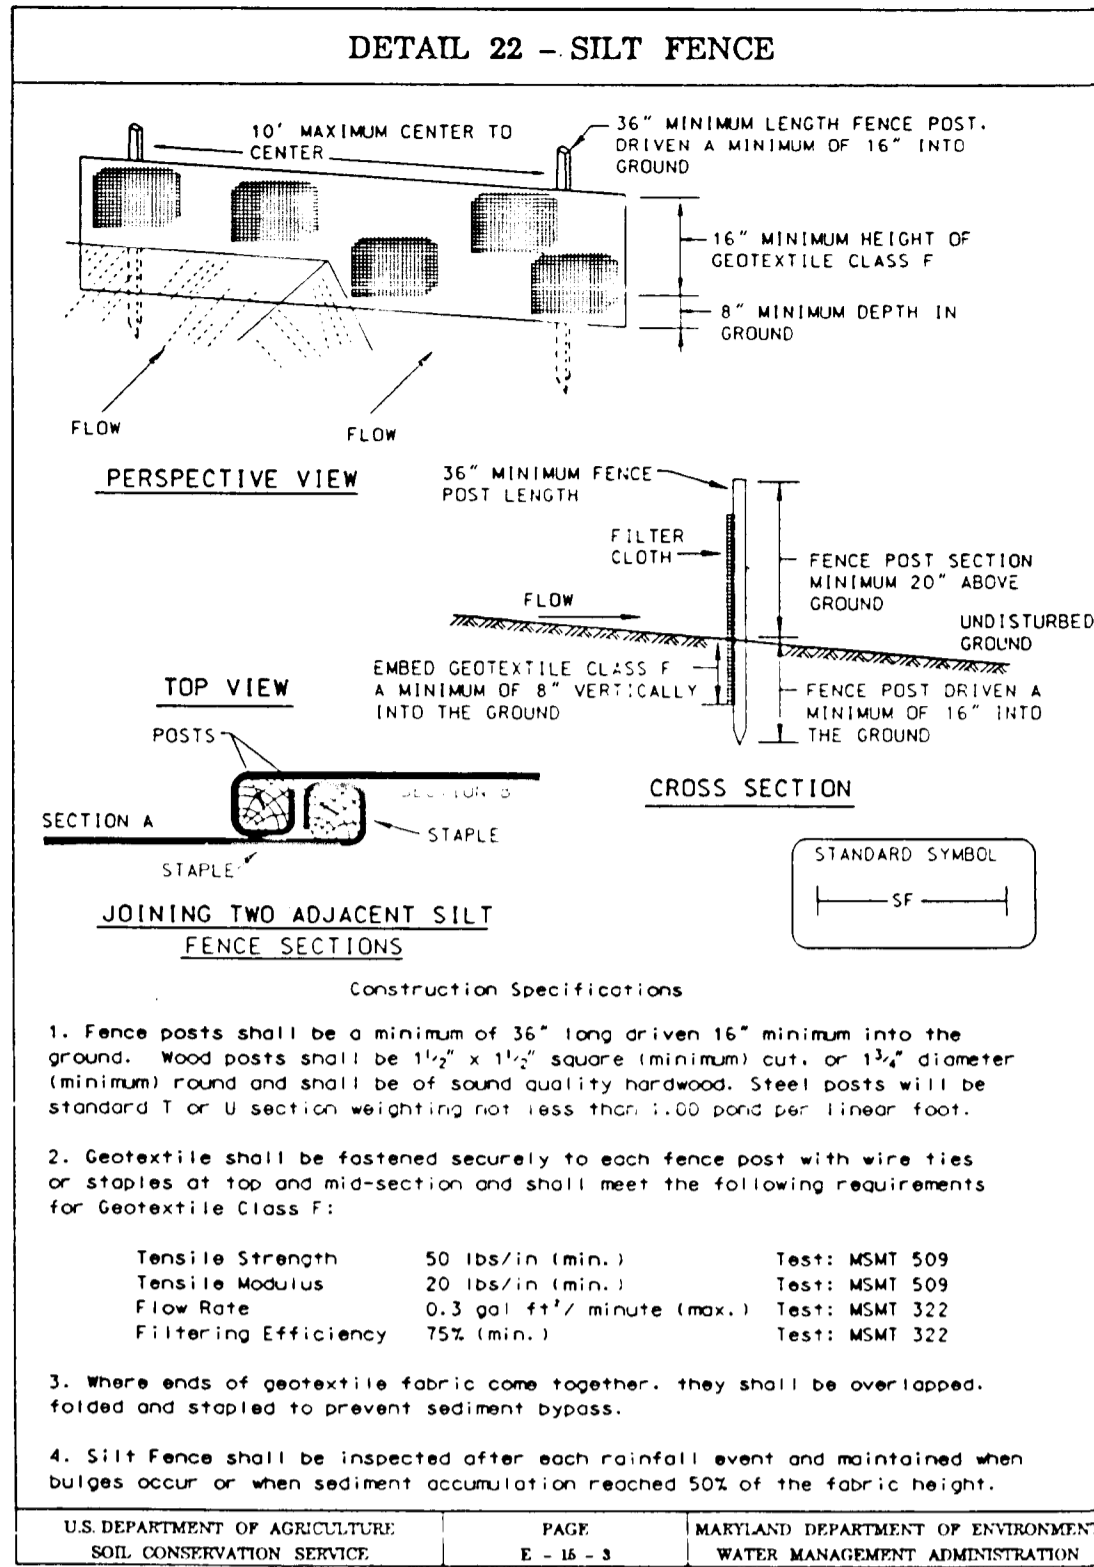 DETAIL 22 - SILT FENCE
10' MAXIMUM CENTER TO
CENTER
36" MINIMUM LENGTH FENCE POST.
DRIVEN A MINIMUM OF 16" INTO
GROUND
16" MINIMUM HEIGHT OF
GEOTEXTILE CLASS F
8" MINIMUM DEPTH IN
GROUND
FLOW
FLOW
PERSPECTIVE VIEW
36" MINIMUM FENCE
POST LENGTH
FILTER
CLOTH
FENCE POST SECTION
MINIMUM 20" ABOVE
GROUND
FLOW
UNDISTURBED
GROUND
EMBED GEOTEXTILE CLASS F
A MINIMUM OF 8" VERTICALLY
INTO THE GROUND
FENCE POST DRIVEN A
MINIMUM OF 16" INTO
THE GROUND
CROSS SECTION
TOP VIEW
POSTS
SECTION B
SECTION A
STAPLE
STAPLE
JOINING TWO ADJACENT SILT
FENCE SECTIONS
STANDARD SYMBOL
SF
Construction Specifications
1. Fence posts shall be a minimum of 36" long driven 16" minimum into the
ground. Wood posts shall be 1 1/2" x 1 1/2" square (minimum) cut. or 1 3/4" diameter
(minimum) round and shall be of sound quality hardwood. Steel posts will be
standard T or U section weighting not less than 1.00 pond per linear foot.
2. Geotextile shall be fastened securely to each fence post with wire ties
or staples at top and mid-section and shall meet the following requirements
for Geotextile Class F:
Tensile Strength 50 lbs/in (min.) Test: MSMT 509
Tensile Modulus 20 lbs/in (min.) Test: MSMT 509
Flow Rate 0.3 gal ft²/ minute (max.) Test: MSMT 322
Filtering Efficiency 75% (min.) Test: MSMT 322
3. Where ends of geotextile fabric come together. they shall be overlapped.
folded and stapled to prevent sediment bypass.
4. Silt Fence shall be inspected after each rainfall event and maintained when
bulges occur or when sediment accumulation reached 50% of the fabric height.
U.S. DEPARTMENT OF AGRICULTURE
SOIL CONSERVATION SERVICE
PAGE
E - 15 - 3
MARYLAND DEPARTMENT OF ENVIRONMENT
WATER MANAGEMENT ADMINISTRATION